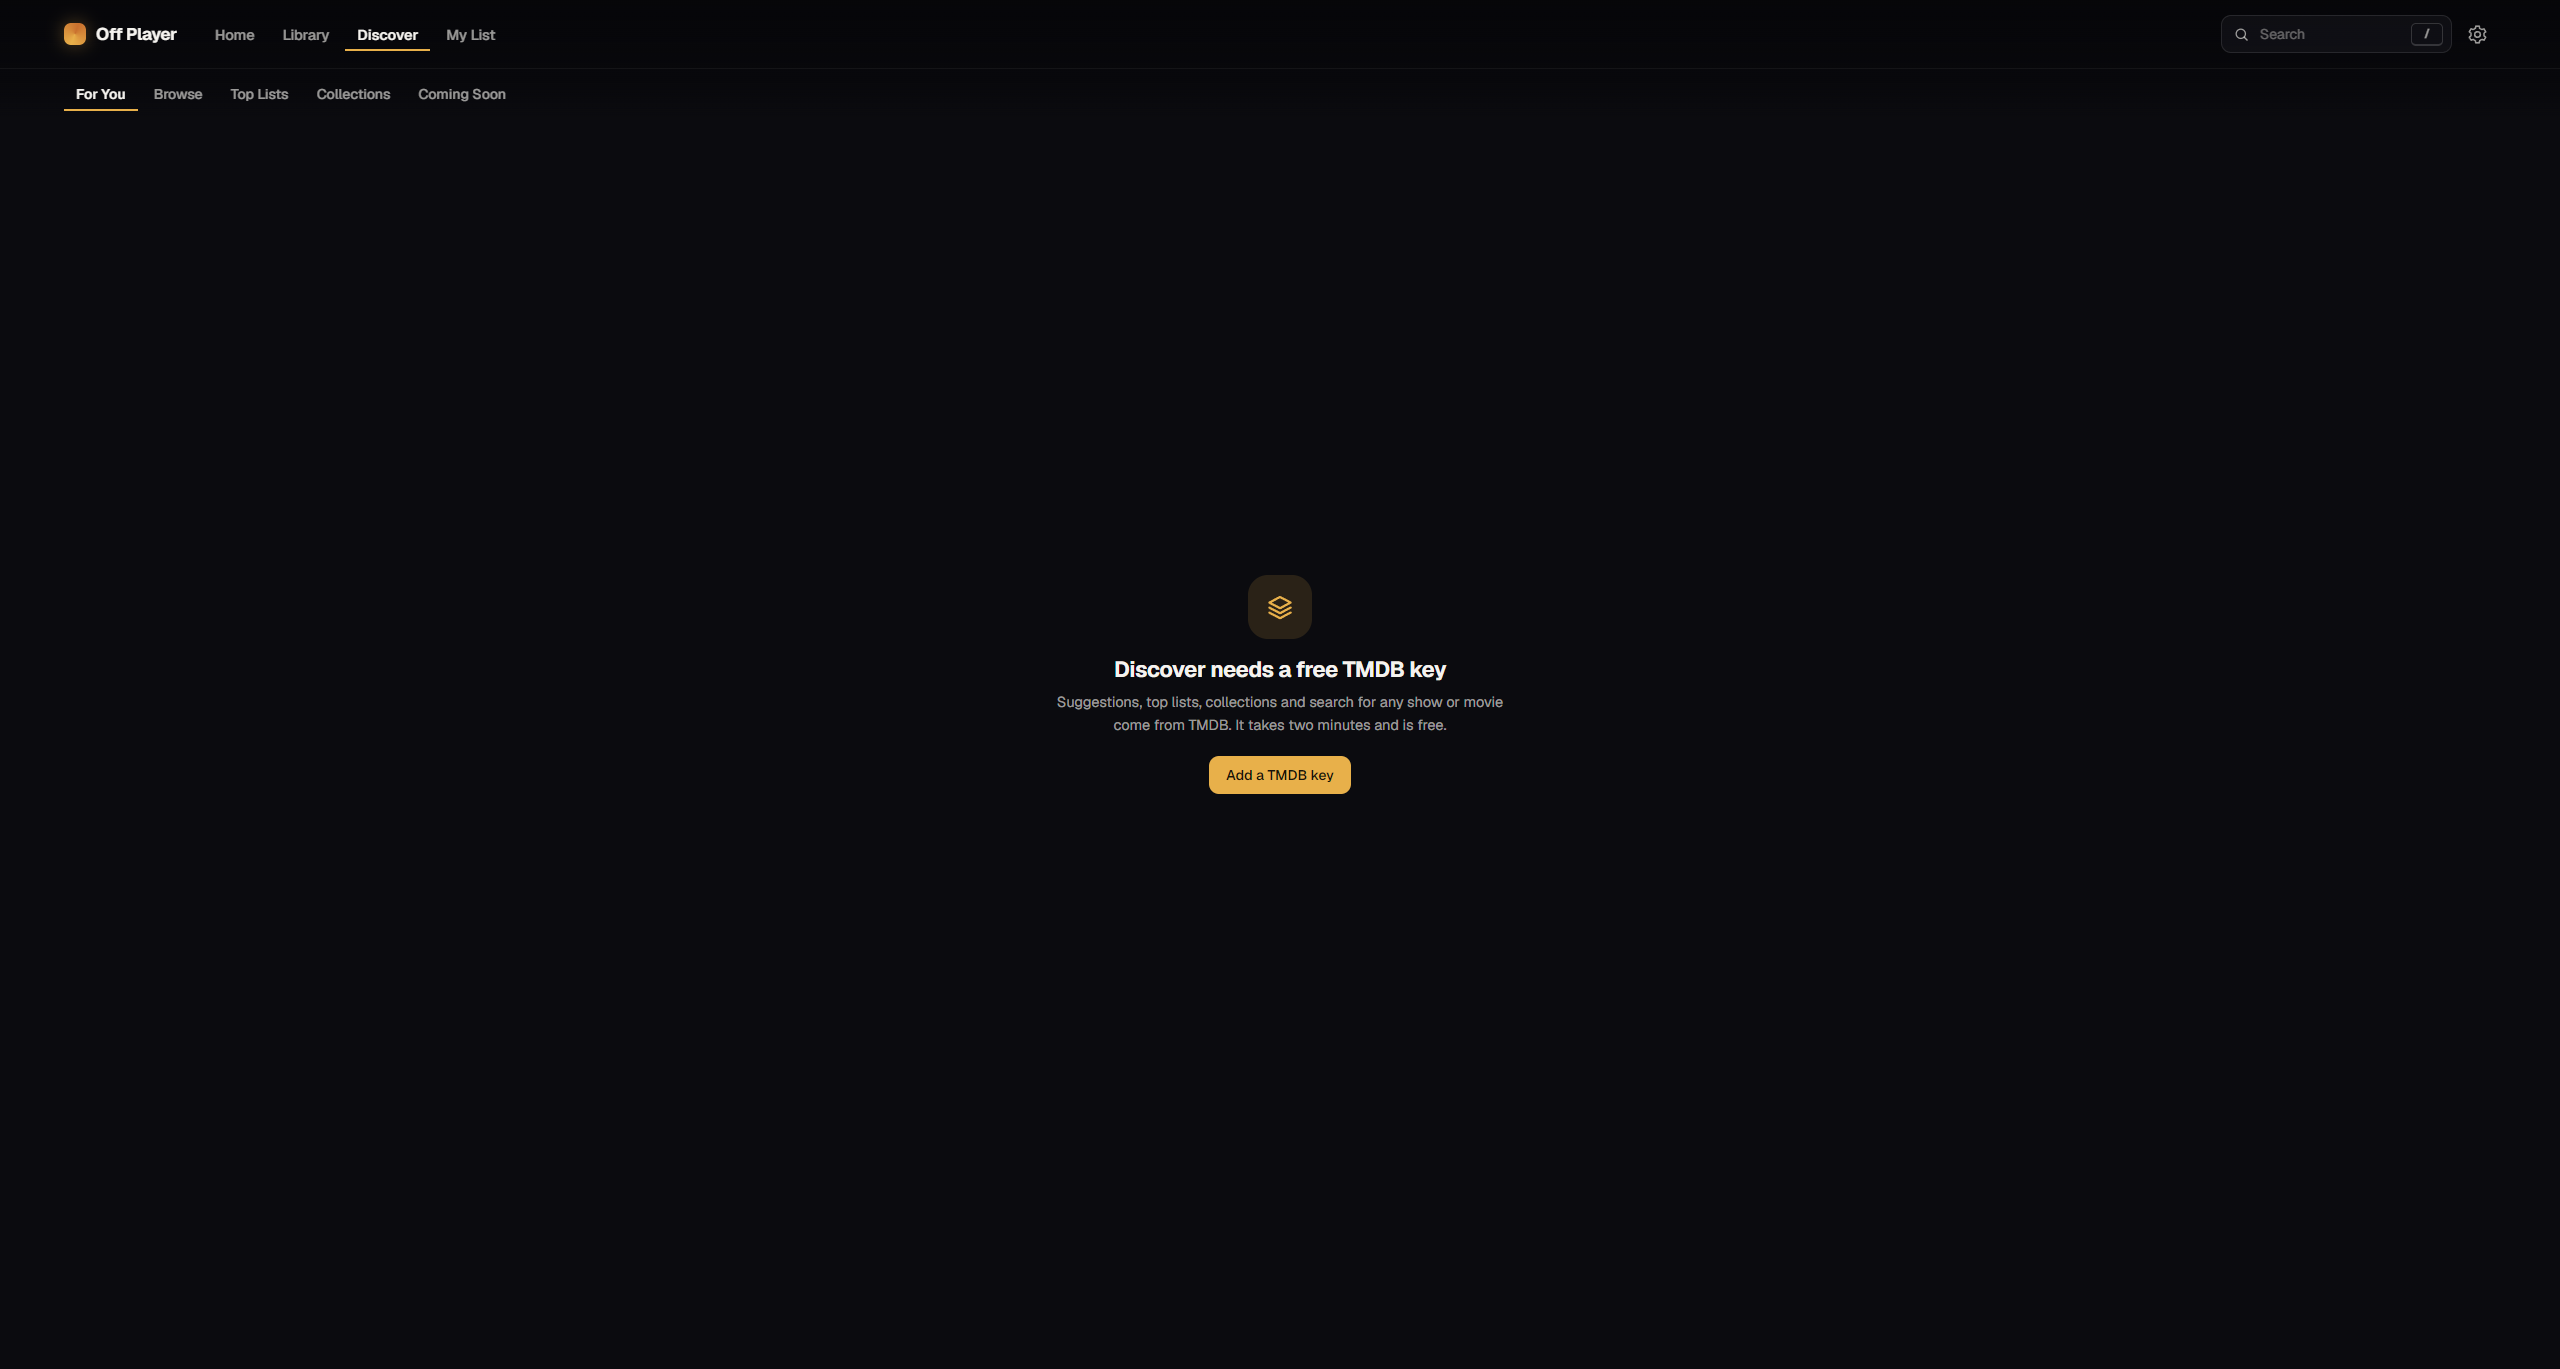 Off Player
Home
Library
Discover
My List
Search
/
For You
Browse
Top Lists
Collections
Coming Soon
Discover needs a free TMDB key
Suggestions, top lists, collections and search for any show or movie
come from TMDB. It takes two minutes and is free.
Add a TMDB key